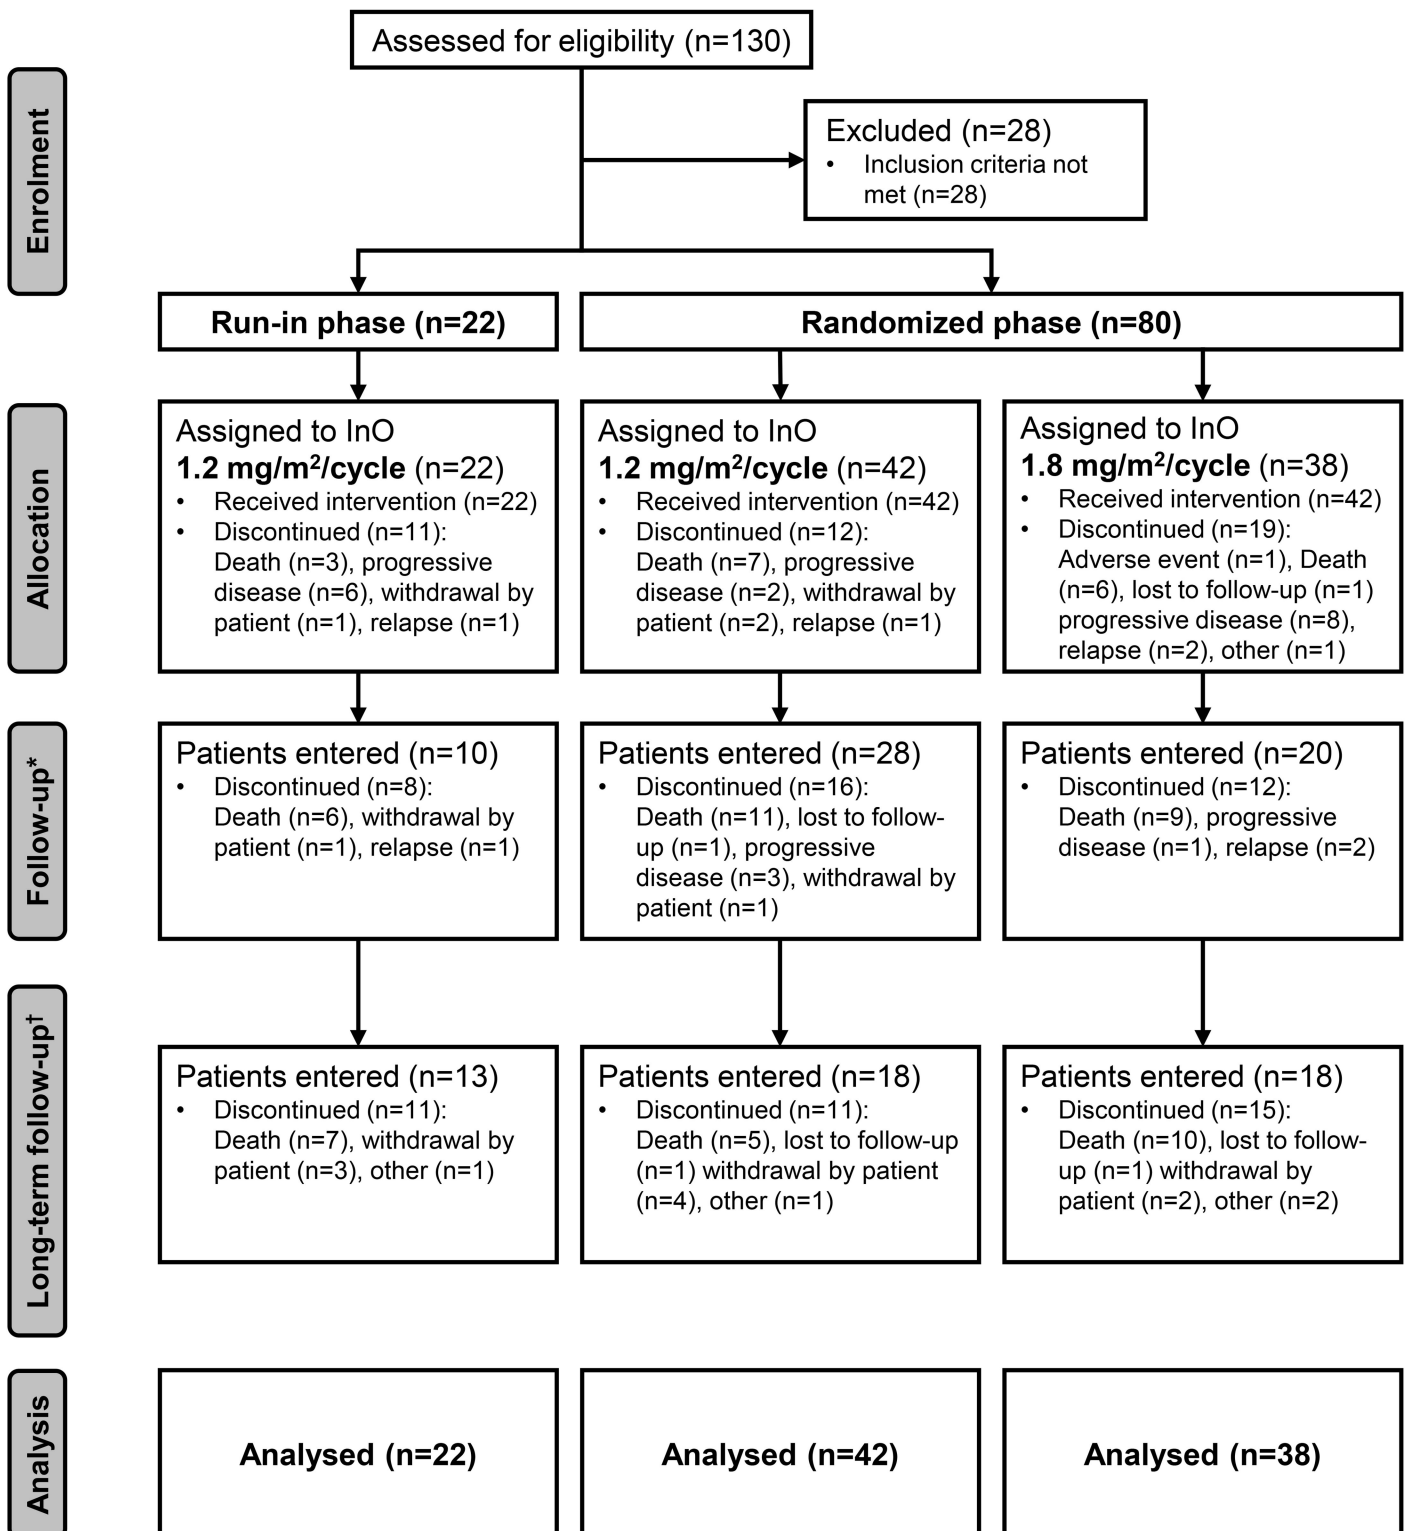 Assessed for eligibility (n=130)
Enrolment
Excluded (n=28)
• Inclusion criteria not
met (n=28)
Run-in phase (n=22)
Randomized phase (n=80)
Allocation
Assigned to InO
1.2 mg/m²/cycle (n=22)
• Received intervention (n=22)
• Discontinued (n=11):
Death (n=3), progressive
disease (n=6), withdrawal by
patient (n=1), relapse (n=1)
Assigned to InO
1.2 mg/m²/cycle (n=42)
• Received intervention (n=42)
• Discontinued (n=12):
Death (n=7), progressive
disease (n=2), withdrawal by
patient (n=2), relapse (n=1)
Assigned to InO
1.8 mg/m²/cycle (n=38)
• Received intervention (n=42)
• Discontinued (n=19):
Adverse event (n=1), Death
(n=6), lost to follow-up (n=1)
progressive disease (n=8),
relapse (n=2), other (n=1)
Follow-up*
Patients entered (n=10)
• Discontinued (n=8):
Death (n=6), withdrawal by
patient (n=1), relapse (n=1)
Patients entered (n=28)
• Discontinued (n=16):
Death (n=11), lost to follow-
up (n=1), progressive
disease (n=3), withdrawal by
patient (n=1)
Patients entered (n=20)
• Discontinued (n=12):
Death (n=9), progressive
disease (n=1), relapse (n=2)
Long-term follow-up†
Patients entered (n=13)
• Discontinued (n=11):
Death (n=7), withdrawal by
patient (n=3), other (n=1)
Patients entered (n=18)
• Discontinued (n=11):
Death (n=5), lost to follow-up
(n=1) withdrawal by patient
(n=4), other (n=1)
Patients entered (n=18)
• Discontinued (n=15):
Death (n=10), lost to follow-
up (n=1) withdrawal by
patient (n=2), other (n=2)
Analysis
Analysed (n=22)
Analysed (n=42)
Analysed (n=38)